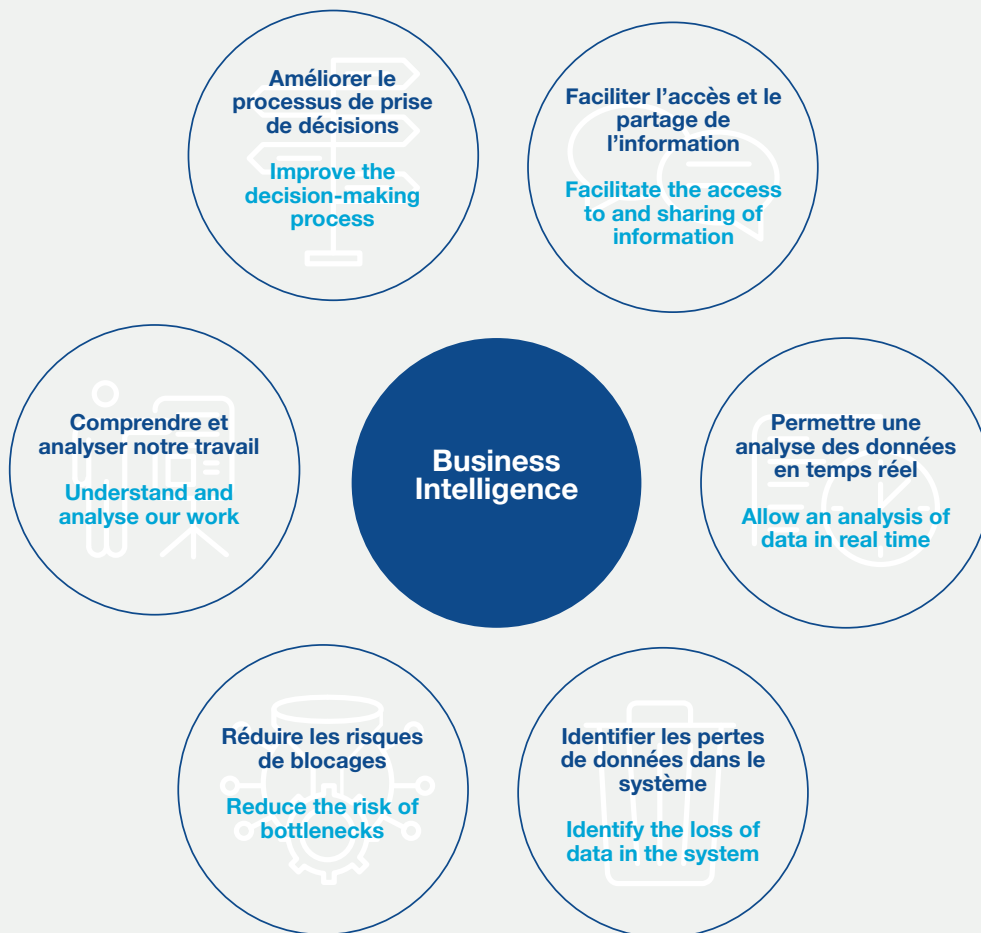 Améliorer le
processus de prise
de décisions
Improve the
decision-making
process
Faciliter l’accès et le
partage de
l’information
Facilitate the access
to and sharing of
information
Comprendre et
analyser notre travail
Understand and
analyse our work
Business
Intelligence
Permettre une
analyse des données
en temps réel
Allow an analysis of
data in real time
Réduire les risques
de blocages
Reduce the risk of
bottlenecks
Identifier les pertes
de données dans le
système
Identify the loss of
data in the system